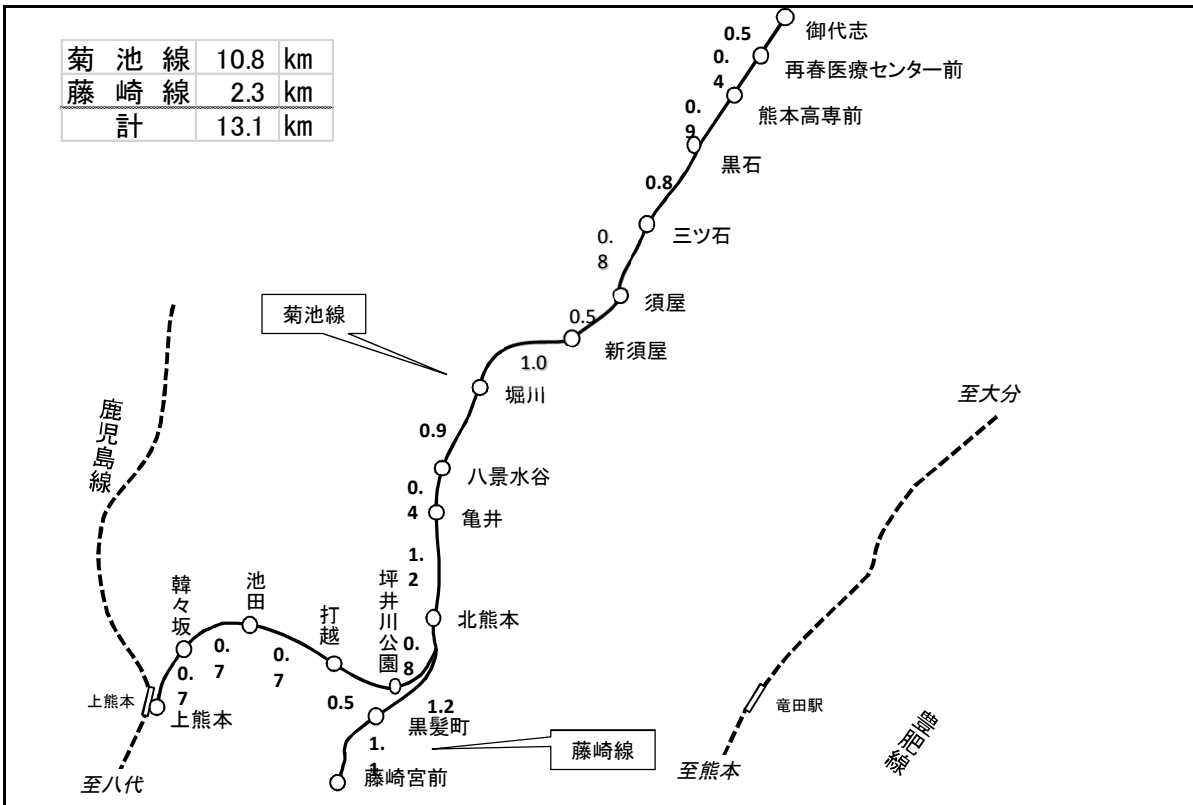 菊池線 10.8 km
藤崎線 2.3 km
計 13.1 km
御代志
0.5
再春医療センター前
0.4
熊本高専前
0.9
黒石
0.8
三ツ石
0.8
須屋
0.5
新須屋
1.0
菊池線
堀川
0.9
八景水谷
0.4
亀井
1.2
北熊本
0.8
坪井川公園
0.5
打越
0.7
池田
0.7
韓々坂
0.7
上熊本
上熊本
鹿児島線
至八代
1.2
黒髪町
1.1
藤崎宮前
藤崎線
至大分
竜田駅
至熊本
豊肥線